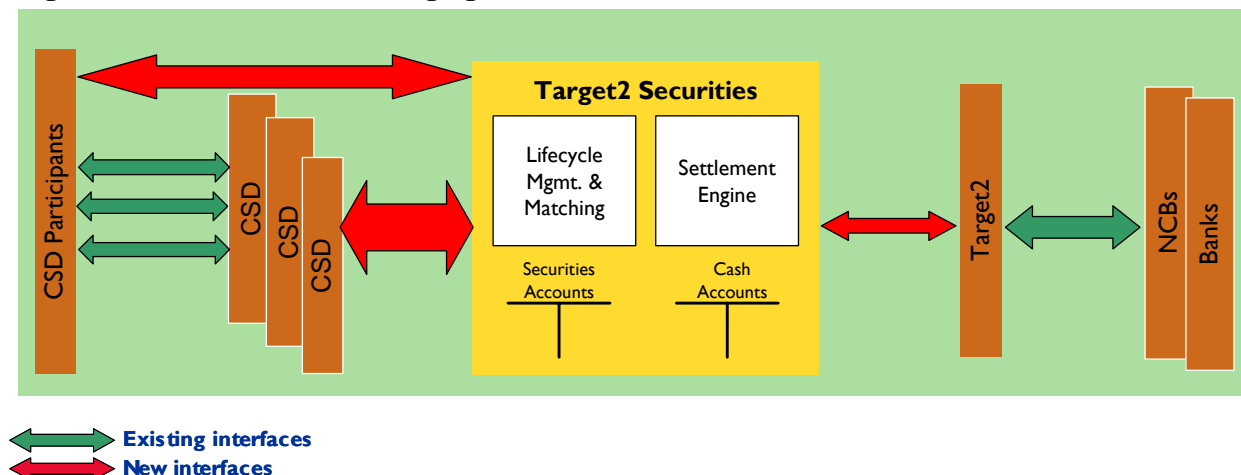 CSD Participants
CSD
CSD
CSD
Target2 Securities
Lifecycle
Mgmt. &
Matching
Settlement
Engine
Securities
Accounts
Cash
Accounts
Target2
NCBs
Banks
Existing interfaces
New interfaces